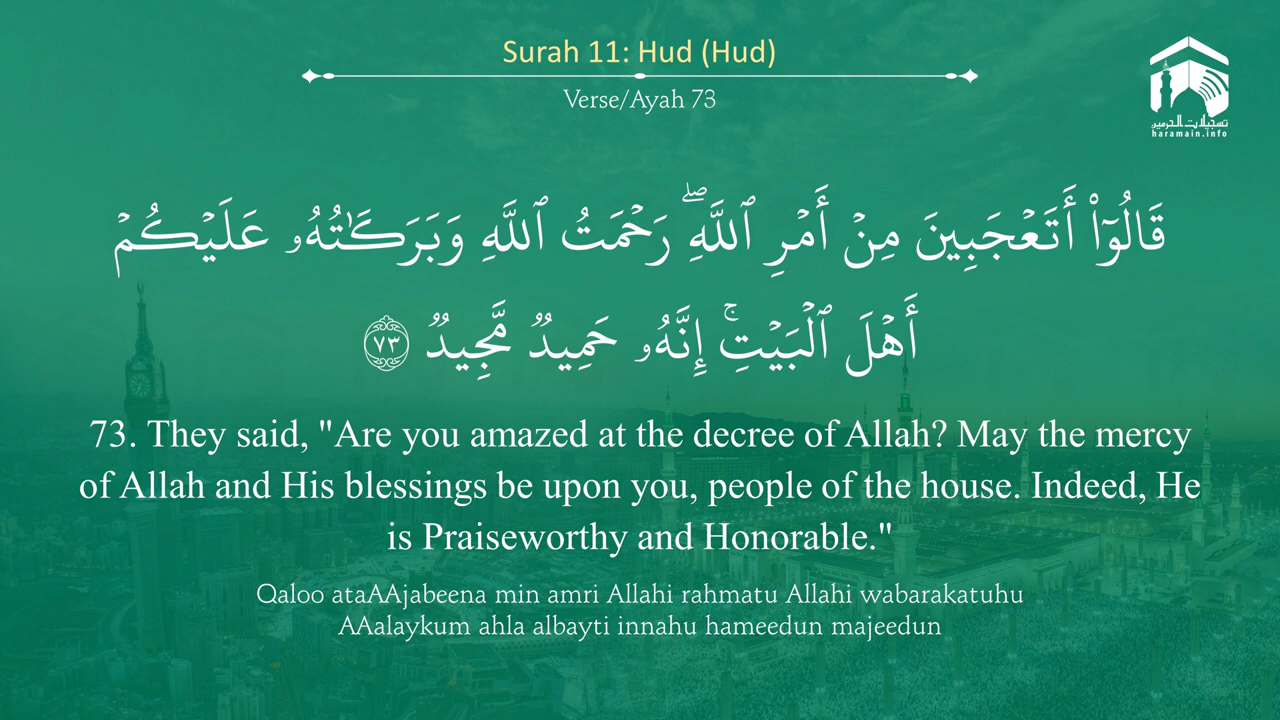 Surah 11: Hud (Hud)
Verse/Ayah 73
تسجيلات الحرمين
haramain.info
قَالُوٓا۟ أَتَعْجَبِينَ مِنْ أَمْرِ ٱللَّهِ ۖ رَحْمَتُ ٱللَّهِ وَبَرَكَـٰتُهُۥ عَلَيْكُمْ
أَهْلَ ٱلْبَيْتِ ۚ إِنَّهُۥ حَمِيدٌ مَّجِيدٌ ٧٣
73. They said, "Are you amazed at the decree of Allah? May the mercy
of Allah and His blessings be upon you, people of the house. Indeed, He
is Praiseworthy and Honorable."
Qaloo ataAAjabeena min amri Allahi rahmatu Allahi wabarakatuhu
AAalaykum ahla albayti innahu hameedun majeedun